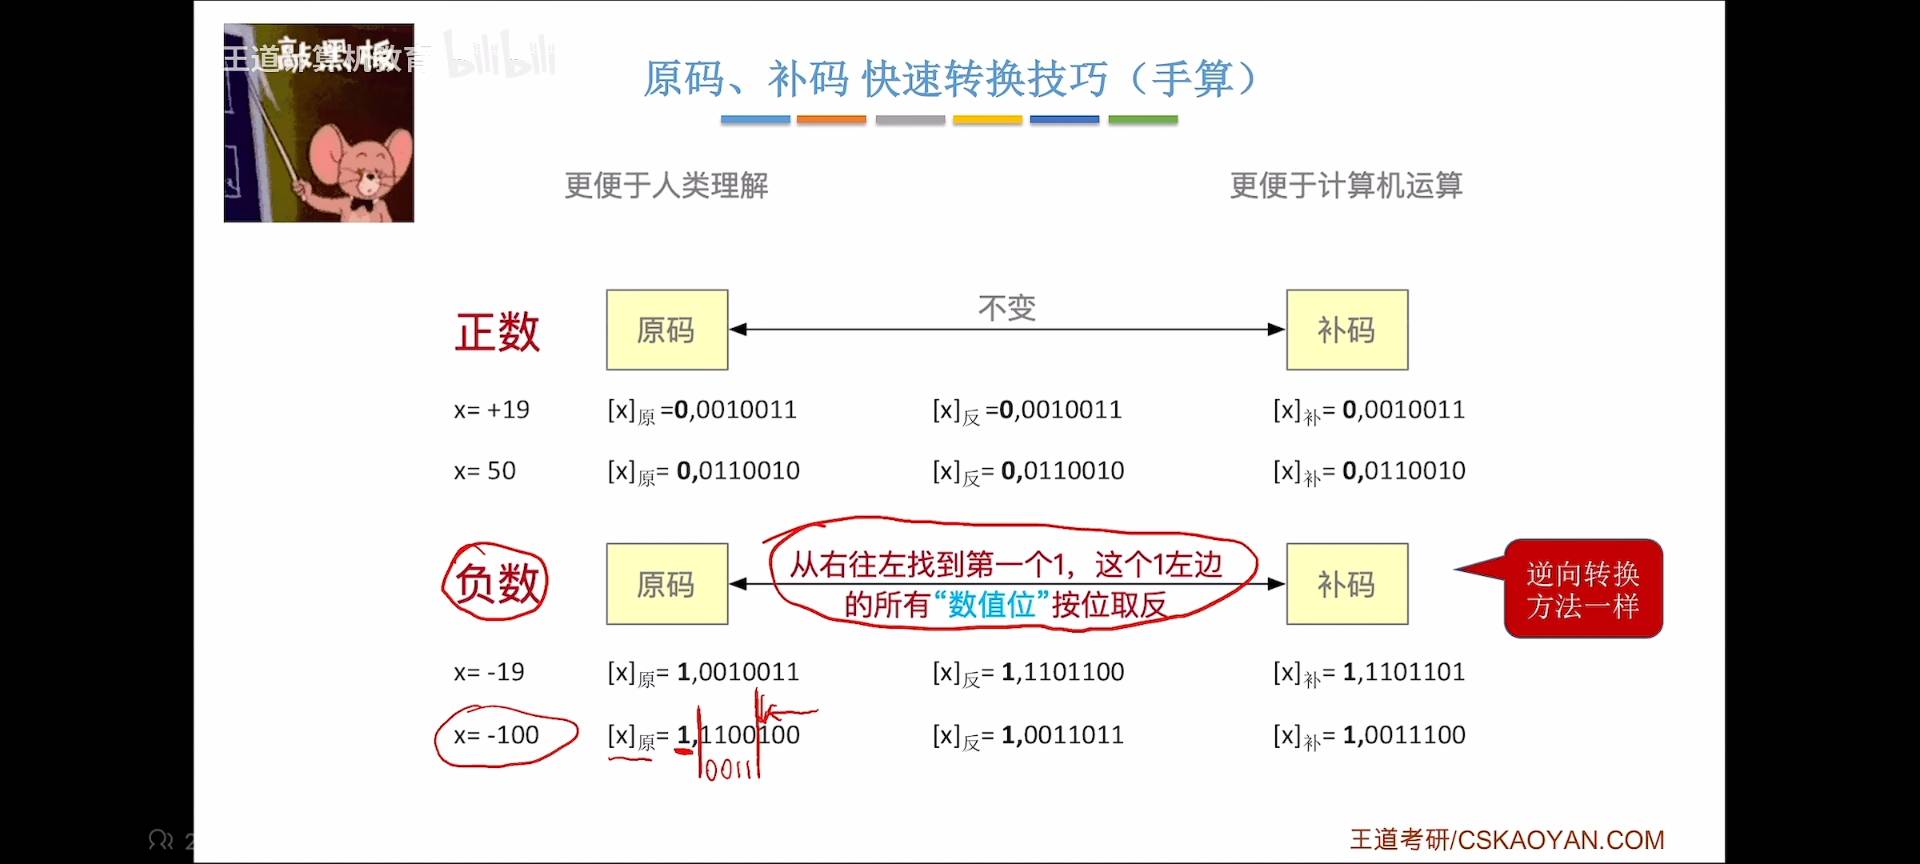 敲黑板
王道计算机教育 bilibili
原码、补码 快速转换技巧（手算）
更便于人类理解 更便于计算机运算
正数 原码 不变 补码
x= +19 [x]原 =0,0010011 [x]反 =0,0010011 [x]补= 0,0010011
x= 50 [x]原= 0,0110010 [x]反= 0,0110010 [x]补= 0,0110010
负数 原码 从右往左找到第一个1，这个1左边 补码 逆向转换
的所有“数值位”按位取反 方法一样
x= -19 [x]原= 1,0010011 [x]反= 1,1101100 [x]补= 1,1101101
x= -100 [x]原= 1,1100100 [x]反= 1,0011011 [x]补= 1,0011100
0011
王道考研/CSKAOYAN.COM